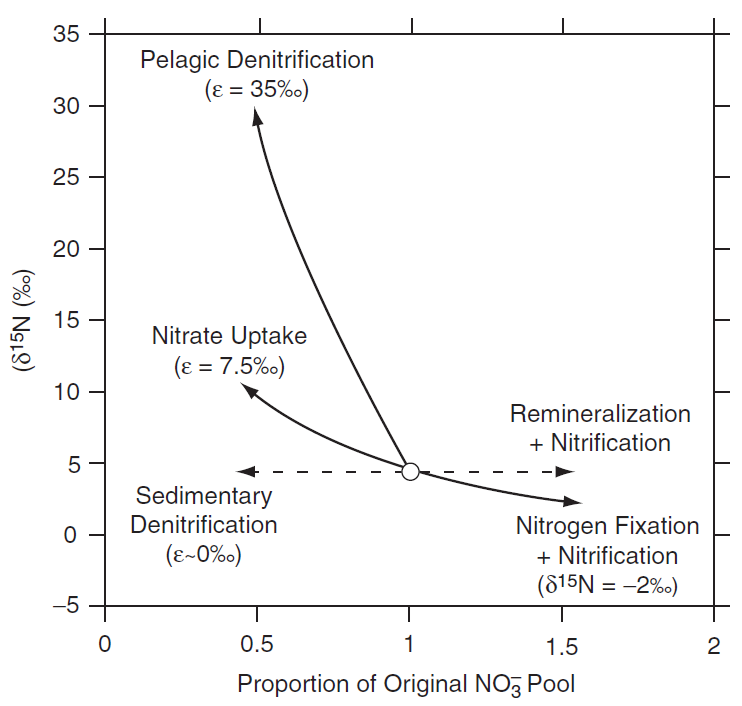 35
Pelagic Denitrification
(ε = 35‰)
30
25
20
(δ¹⁵N (‰)
15
Nitrate Uptake
(ε = 7.5‰)
10
Remineralization
+ Nitrification
5
Sedimentary
Denitrification
(ε~0‰)
Nitrogen Fixation
+ Nitrification
(δ¹⁵N = –2‰)
0
–5
0
0.5
1
1.5
2
Proportion of Original NO₃⁻ Pool